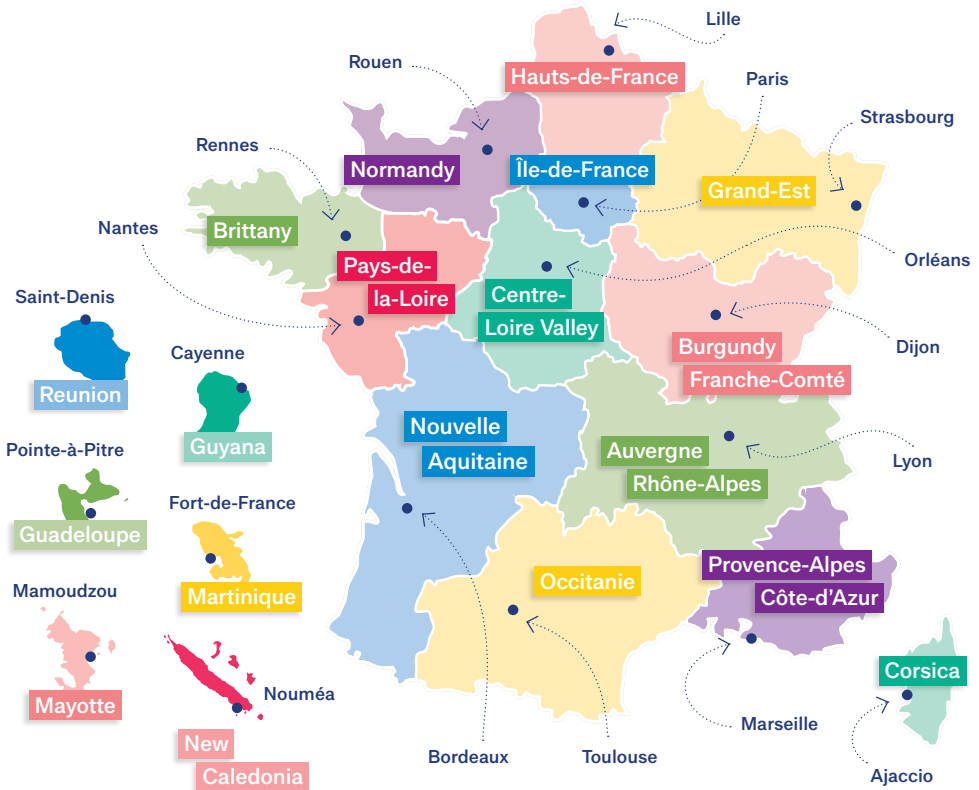 Lille
Rouen
Hauts-de-France
Paris
Strasbourg
Rennes
Normandy
Île-de-France
Grand-Est
Nantes
Brittany
Orléans
Pays-de-
la-Loire
Centre-
Loire Valley
Saint-Denis
Reunion
Cayenne
Guyana
Burgundy
Franche-Comté
Dijon
Nouvelle
Aquitaine
Auvergne
Rhône-Alpes
Lyon
Pointe-à-Pitre
Guadeloupe
Fort-de-France
Martinique
Occitanie
Provence-Alpes
Côte-d'Azur
Mamoudzou
Mayotte
Nouméa
New
Caledonia
Corsica
Bordeaux
Toulouse
Marseille
Ajaccio